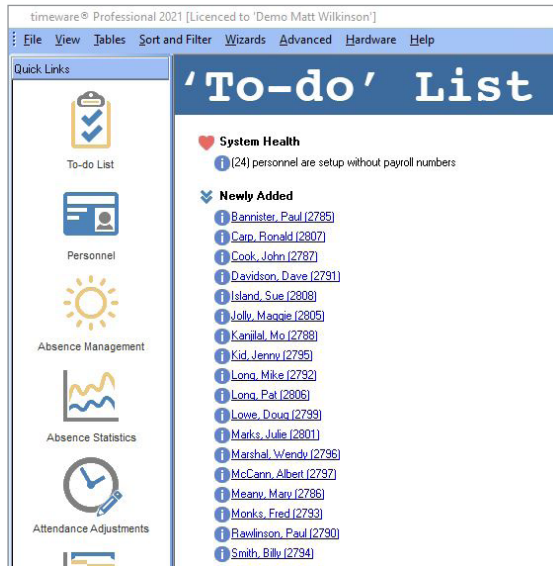 timeware® Professional 2021 [Licenced to 'Demo Matt Wilkinson']
File View Tables Sort and Filter Wizards Advanced Hardware Help
Quick Links
To-do List
Personnel
Absence Management
Absence Statistics
Attendance Adjustments
‘To-do’ List
System Health
(24) personnel are setup without payroll numbers
Newly Added
Bannister, Paul (2785)
Carp, Ronald (2807)
Cook, John (2787)
Davidson, Dave (2791)
Island, Sue (2808)
Jolly, Maggie (2805)
Kanjilal, Mo (2788)
Kid, Jenny (2795)
Long, Mike (2792)
Long, Pat (2806)
Lowe, Doug (2799)
Marks, Julie (2801)
Marshal, Wendy (2796)
McCann, Albert (2797)
Meany, Mary (2786)
Monks, Fred (2793)
Rawlinson, Paul (2790)
Smith, Billy (2794)